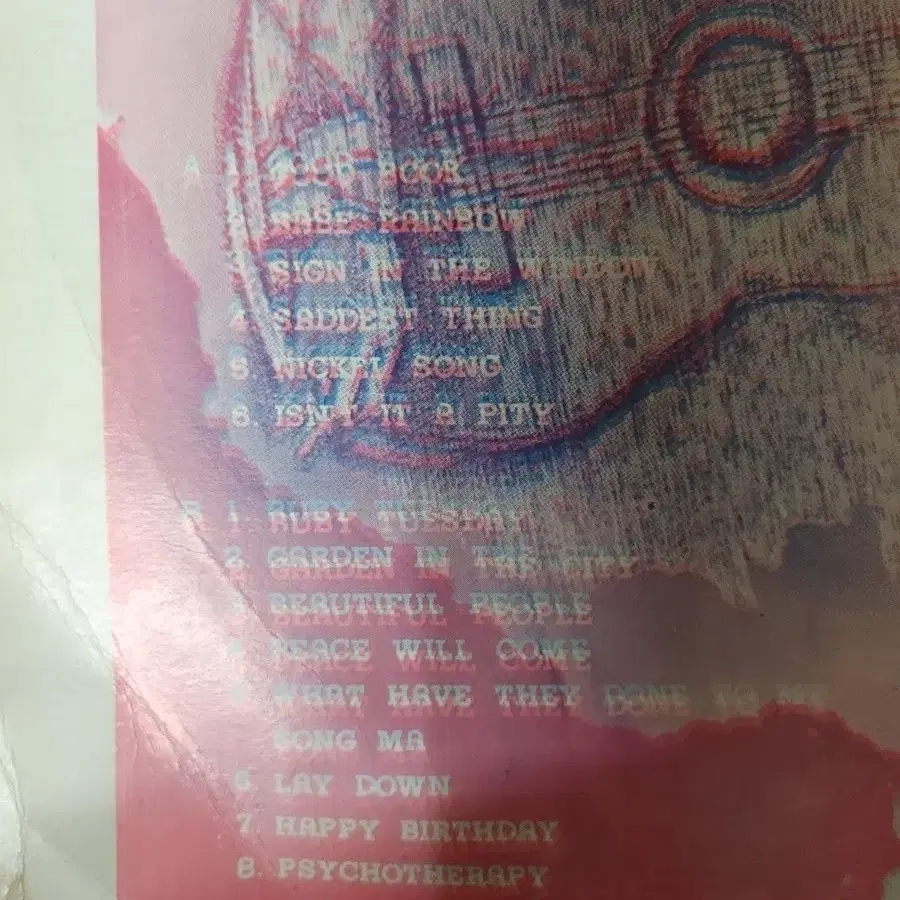 A 1. GOOD BOOK
2. BABE RAINBOW
3. SIGN IN THE WINDOW
4. SADDEST THING
5. NICKEL SONG
6. ISN'T IT A PITY
B 1. RUBY TUESDAY
2. GARDEN IN THE CITY
3. BEAUTIFUL PEOPLE
4. PEACE WILL COME
5. WHAT HAVE THEY DONE TO MY
SONG MA
6. LAY DOWN
7. HAPPY BIRTHDAY
8. PSYCHOTHERAPY